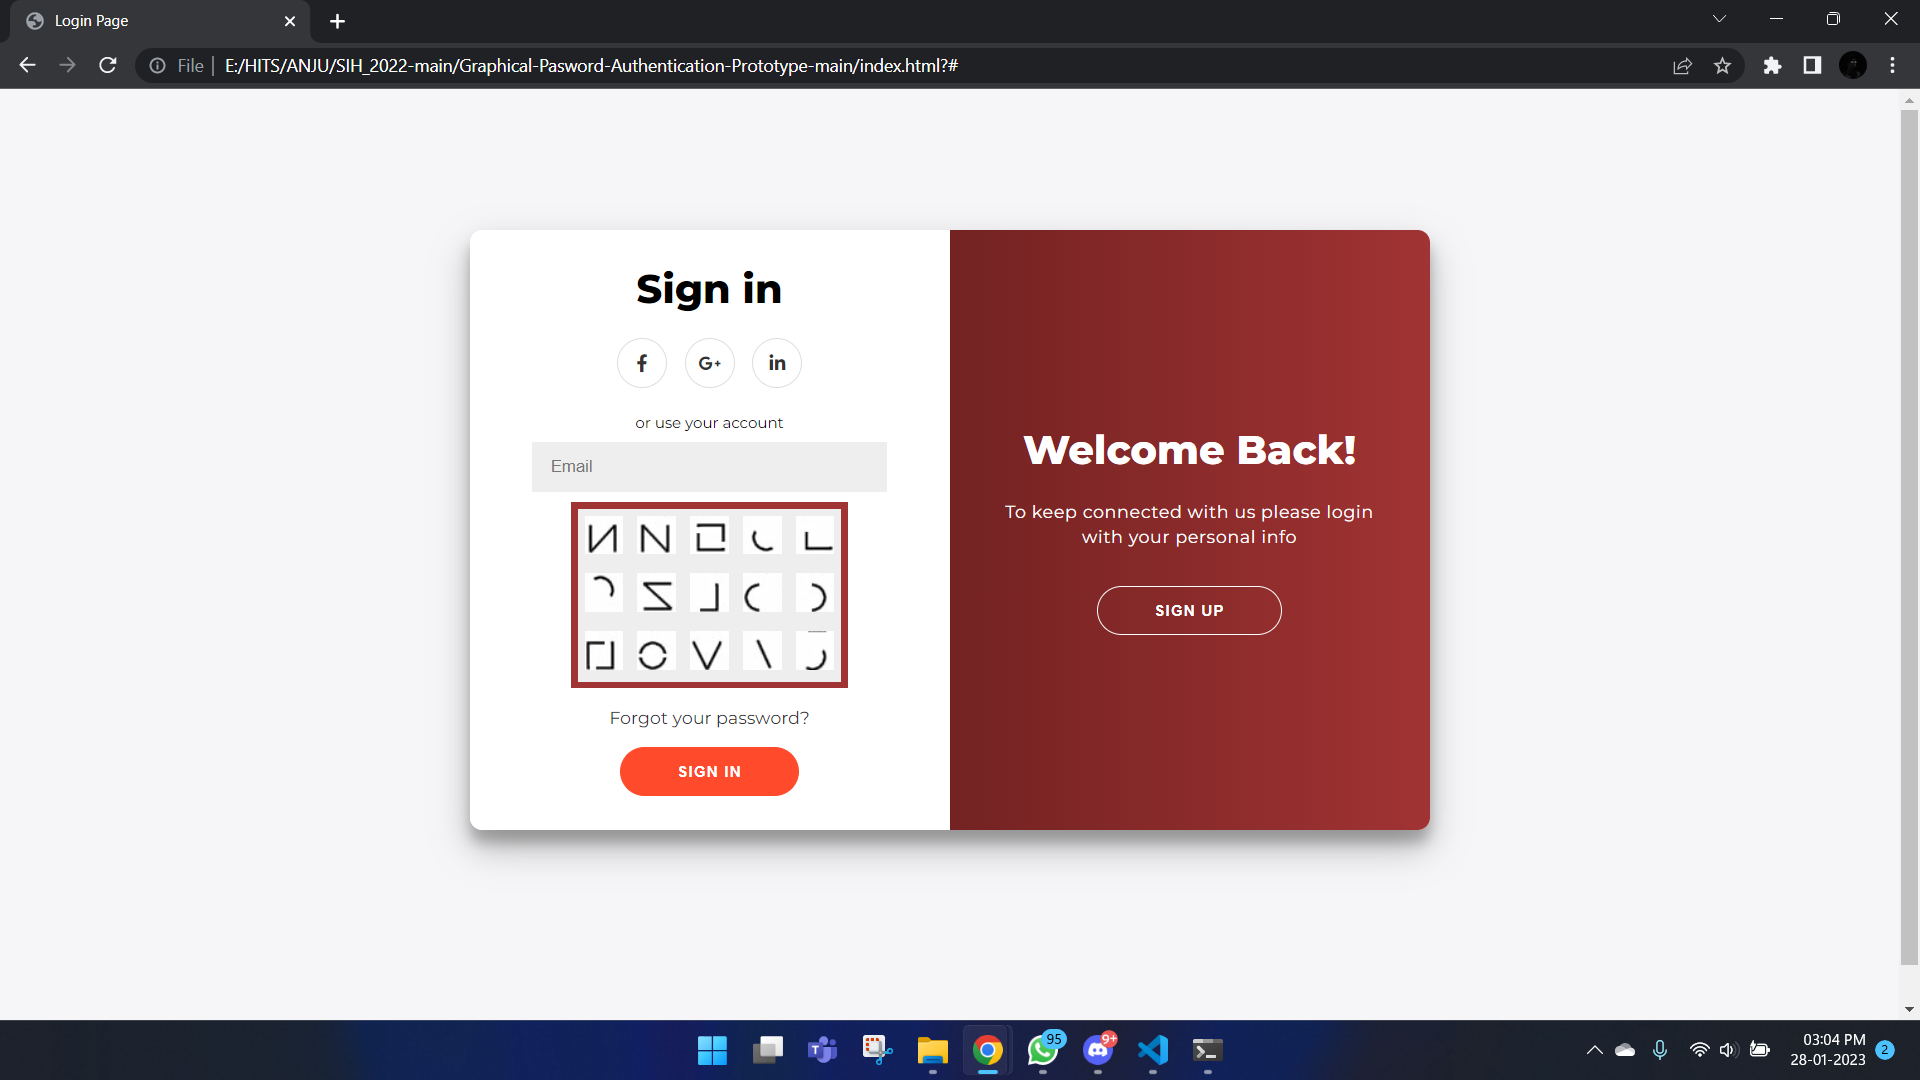 Login Page
File | E:/HITS/ANJU/SIH_2022-main/Graphical-Pasword-Authentication-Prototype-main/index.html?#
Sign in
f
G+
in
or use your account
Email
Forgot your password?
SIGN IN
Welcome Back!
To keep connected with us please login
with your personal info
SIGN UP
95
9+
03:04 PM
28-01-2023
2